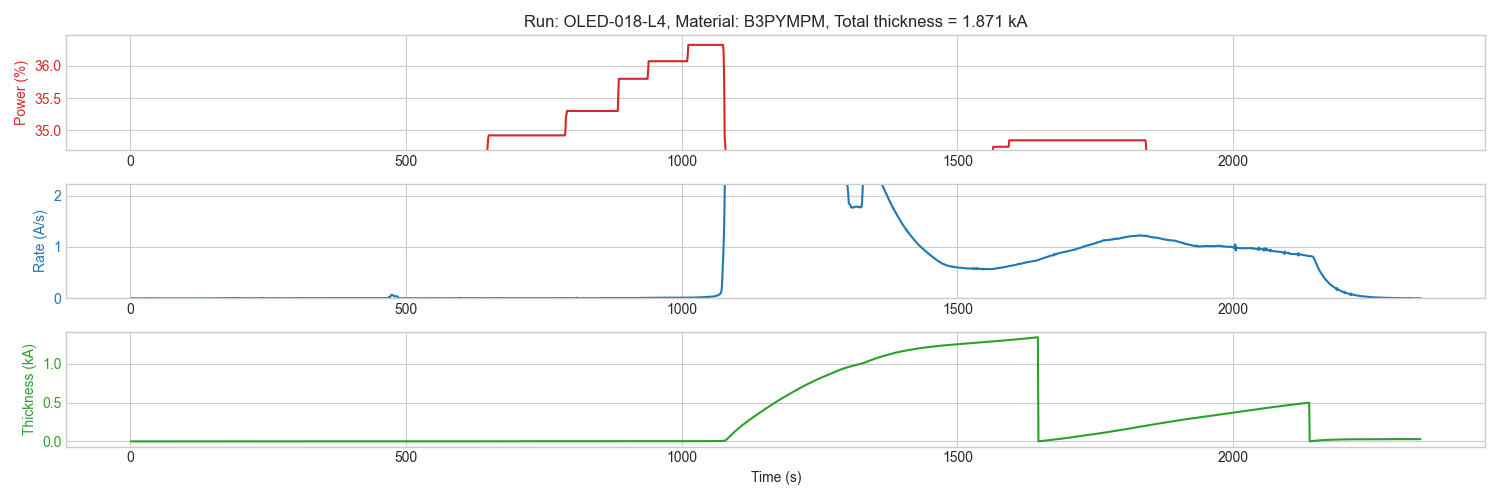 Run: OLED-018-L4, Material: B3PYMPM, Total thickness = 1.871 kA
Power (%)
36.0
35.5
35.0
0 500 1000 1500 2000
Rate (A/s)
2
1
0
0 500 1000 1500 2000
Thickness (kA)
1.0
0.5
0.0
0 500 1000 1500 2000
Time (s)